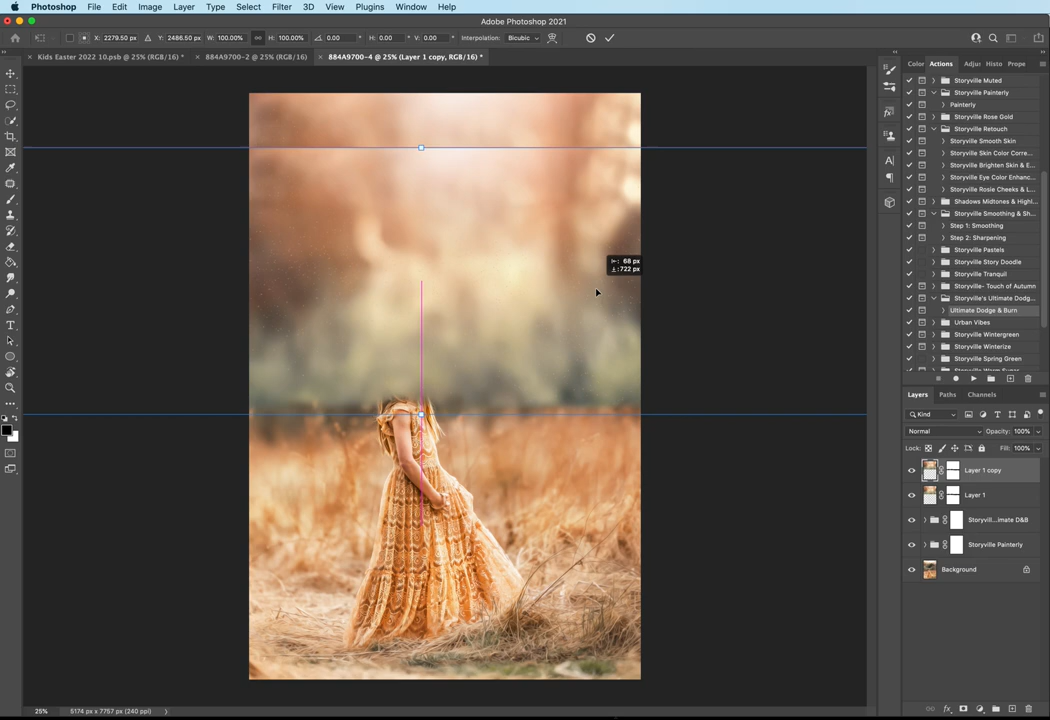 Photoshop File Edit Image Layer Type Select Filter 3D View Plugins Window Help
Adobe Photoshop 2021
X: 2279.50 px Y: 2486.50 px W: 100.00% H: 100.00% 0.00 ° H: 0.00 ° V: 0.00 ° Interpolation: Bicubic
× Kids Easter 2022 10.psb @ 25% (RGB/16) * × 884A9700-2 @ 25% (RGB/16) × 884A9700-4 @ 25% (Layer 1 copy, RGB/16) *
Color Actions Adju Histo Prope
Storyville Muted
Storyville Painterly
Painterly
Storyville Rose Gold
Storyville Retouch
Storyville Smooth Skin
Storyville Skin Color Corre...
Storyville Brighten Skin & E...
Storyville Eye Color Enhanc...
Storyville Rosie Cheeks & L...
Shadows Midtones & Highl...
Storyville Smoothing & Sh...
Step 1: Smoothing
Step 2: Sharpening
Storyville Pastels
Storyville Story Doodle
Storyville Tranquil
Storyville- Touch of Autumn
Storyville's Ultimate Dodg...
Ultimate Dodge & Burn
Urban Vibes
Storyville Wintergreen
Storyville Winterize
Storyville Spring Green
: 68 px
: 722 px
Layers Paths Channels
Kind
Normal Opacity: 100%
Lock: Fill: 100%
Layer 1 copy
Layer 1
Storyvill...imate D&B
Storyville Painterly
Background
25% 5174 px x 7757 px (240 ppi)